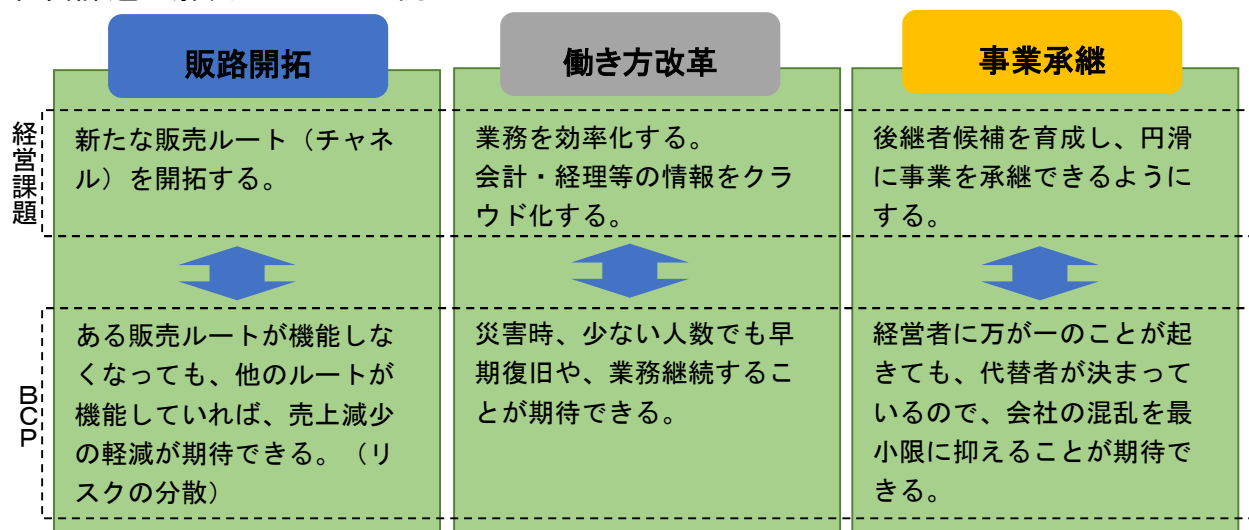 販路開拓
働き方改革
事業承継
経営課題
新たな販売ルート（チャネ
ル）を開拓する。
業務を効率化する。
会計・経理等の情報をクラ
ウド化する。
後継者候補を育成し、円滑
に事業を承継できるように
する。
BCP
ある販売ルートが機能しな
くなっても、他のルートが
機能していれば、売上減少
の軽減が期待できる。（リ
スクの分散）
災害時、少ない人数でも早
期復旧や、業務継続するこ
とが期待できる。
経営者に万が一のことが起
きても、代替者が決まって
いるので、会社の混乱を最
小限に抑えることが期待で
きる。